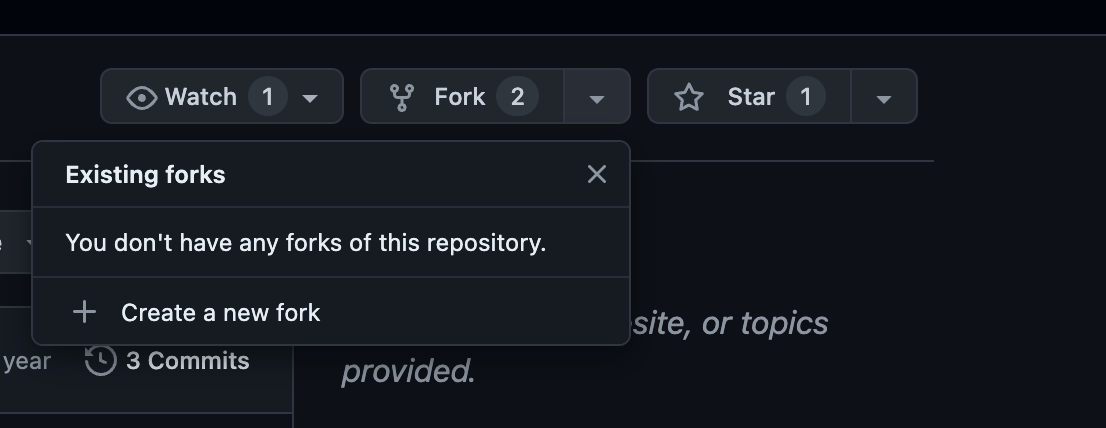 Watch 1 Fork 2 Star 1
Existing forks
You don't have any forks of this repository.
Create a new fork
site, or topics
year 3 Commits
provided.